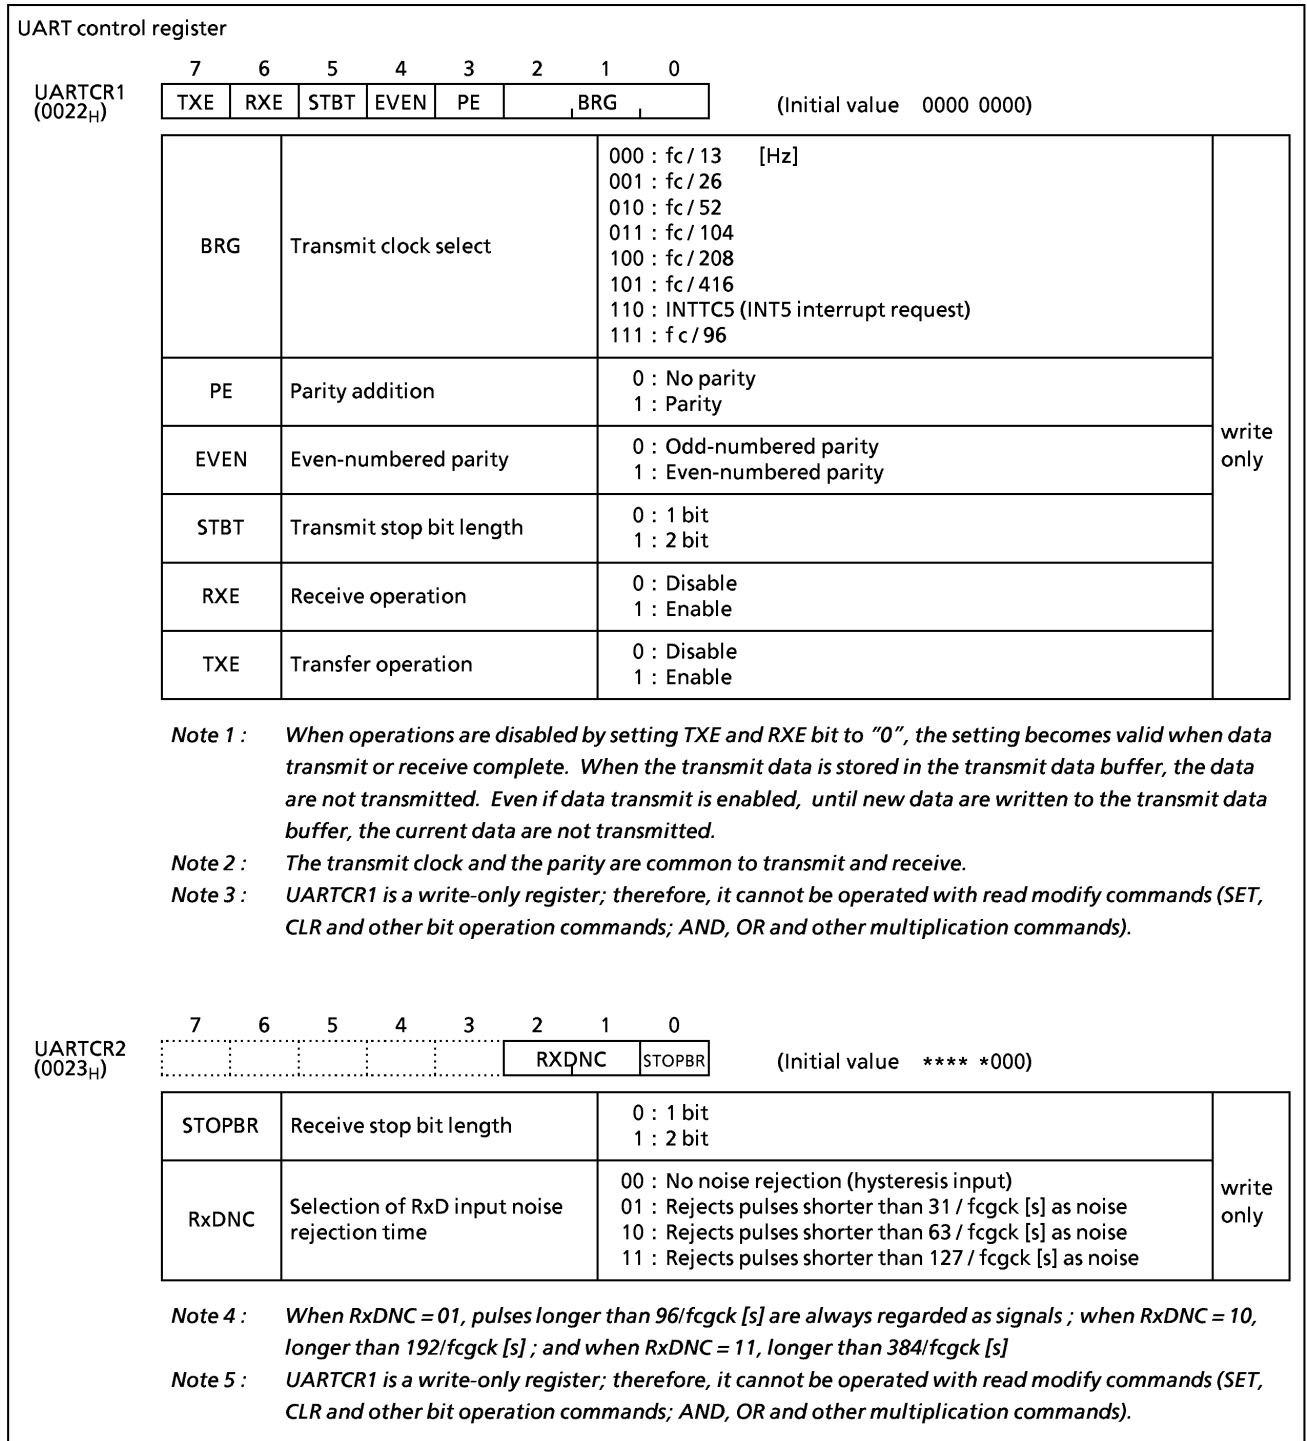 UART control register
7 6 5 4 3 2 1 0
UARTCR1 (0022H) TXE RXE STBT EVEN PE BRG (Initial value 0000 0000)
BRG Transmit clock select
000 : fc / 13 [Hz]
001 : fc / 26
010 : fc / 52
011 : fc / 104
100 : fc / 208
101 : fc / 416
110 : INTTC5 (INT5 interrupt request)
111 : f c / 96
PE Parity addition
0 : No parity
1 : Parity
EVEN Even-numbered parity
0 : Odd-numbered parity
1 : Even-numbered parity
STBT Transmit stop bit length
0 : 1 bit
1 : 2 bit
RXE Receive operation
0 : Disable
1 : Enable
TXE Transfer operation
0 : Disable
1 : Enable
write
only
Note 1 : When operations are disabled by setting TXE and RXE bit to "0", the setting becomes valid when data
transmit or receive complete. When the transmit data is stored in the transmit data buffer, the data
are not transmitted. Even if data transmit is enabled, until new data are written to the transmit data
buffer, the current data are not transmitted.
Note 2 : The transmit clock and the parity are common to transmit and receive.
Note 3 : UARTCR1 is a write-only register; therefore, it cannot be operated with read modify commands (SET,
CLR and other bit operation commands; AND, OR and other multiplication commands).
7 6 5 4 3 2 1 0
UARTCR2 (0023H) RXDNC STOPBR (Initial value **** *000)
STOPBR Receive stop bit length
0 : 1 bit
1 : 2 bit
RxDNC Selection of RxD input noise
rejection time
00 : No noise rejection (hysteresis input)
01 : Rejects pulses shorter than 31 / fcgck [s] as noise
10 : Rejects pulses shorter than 63 / fcgck [s] as noise
11 : Rejects pulses shorter than 127 / fcgck [s] as noise
write
only
Note 4 : When RxDNC = 01, pulses longer than 96/fcgck [s] are always regarded as signals ; when RxDNC = 10,
longer than 192/fcgck [s] ; and when RxDNC = 11, longer than 384/fcgck [s]
Note 5 : UARTCR1 is a write-only register; therefore, it cannot be operated with read modify commands (SET,
CLR and other bit operation commands; AND, OR and other multiplication commands).